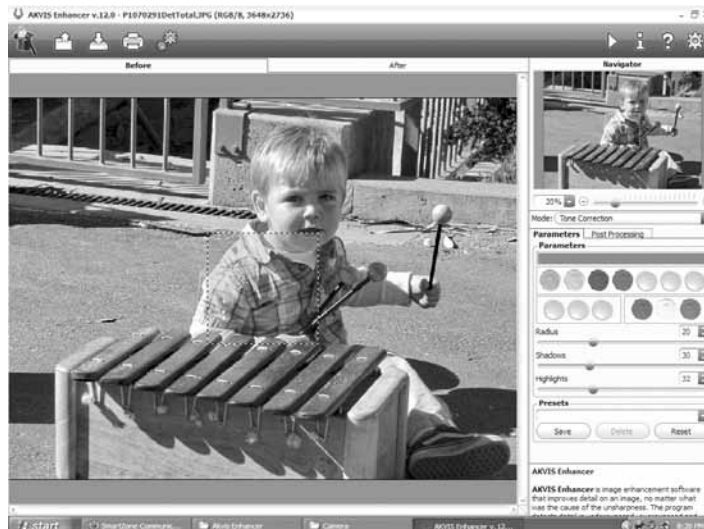 AKVIS Enhancer v.12.0 - P1070291DetTotal.JPG (RGB/8, 3648x2736)
Before
After
Navigator
20%
Mode: Tone Correction
Parameters
Post Processing
Parameters
Radius
20
Shadows
30
Highlights
32
Presets
Save
Delete
Reset
AKVIS Enhancer
AKVIS Enhancer is image enhancement software
that improves detail on an image, no matter what
was the cause of the unsharpness. The program
start
SmartZone Communic...
Akvis Enhancer
Camera
AKVIS Enhancer v. 12...